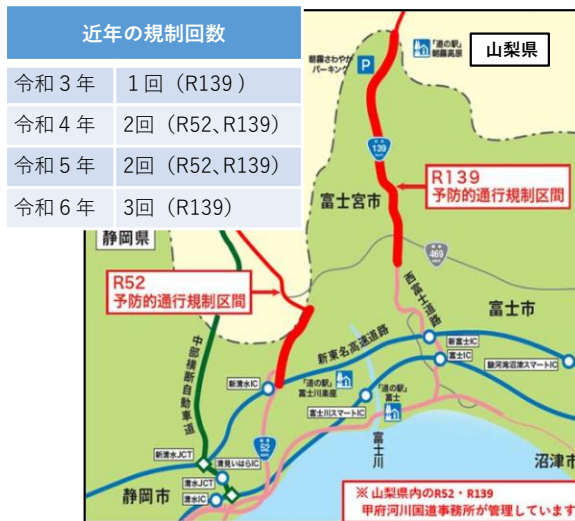 近年の規制回数
令和3年 1回（R139）
令和4年 2回（R52、R139）
令和5年 2回（R52、R139）
令和6年 3回（R139）
朝霧さわやか
パーキング
P
「道の駅」
朝霧高原
山梨県
139
R139
予防的通行規制区間
富士宮市
静岡県
469
R52
予防的通行規制区間
西富士道路
富士市
新東名高速道路
新富士IC
富士IC
駿河湾沼津スマートIC
中部横断自動車道
新清水IC
「道の駅」
富士川楽座
「道の駅」
富士
富士川スマートIC
52
富士川
新清水JCT
清見いはらIC
清水JCT
清水IC
沼津市
静岡市
※ 山梨県内のR52・R139
甲府河川国道事務所が管理しています